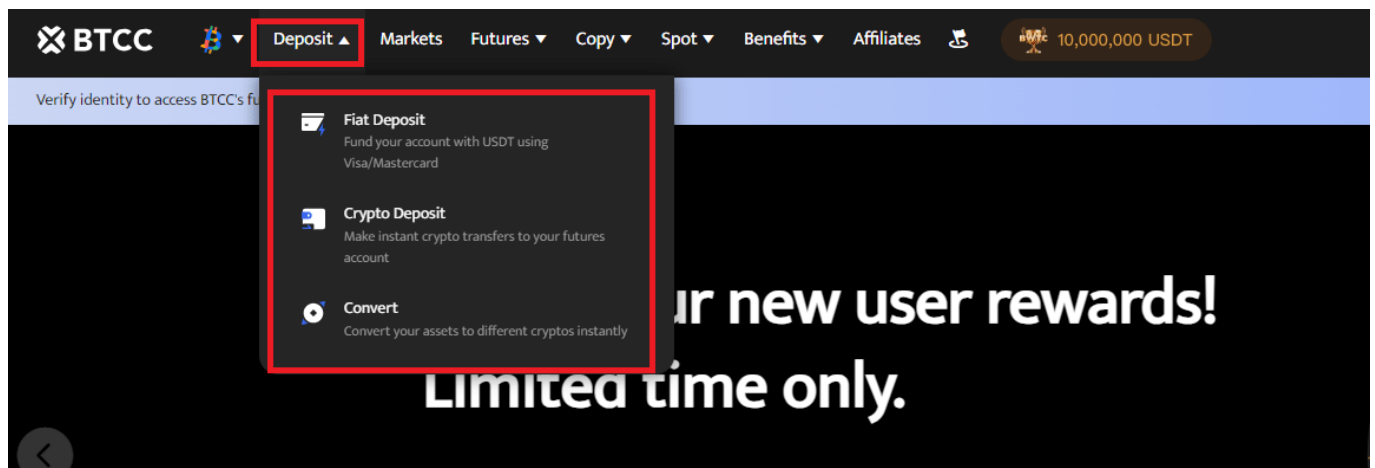 BTCC
Deposit ▲ Markets Futures ▼ Copy ▼ Spot ▼ Benefits ▼ Affiliates 10,000,000 USDT
Verify identity to access BTCC's fu
Fiat Deposit
Fund your account with USDT using
Visa/Mastercard
Crypto Deposit
Make instant crypto transfers to your futures
account
Convert
Convert your assets to different cryptos instantly
ur new user rewards!
Limited time only.